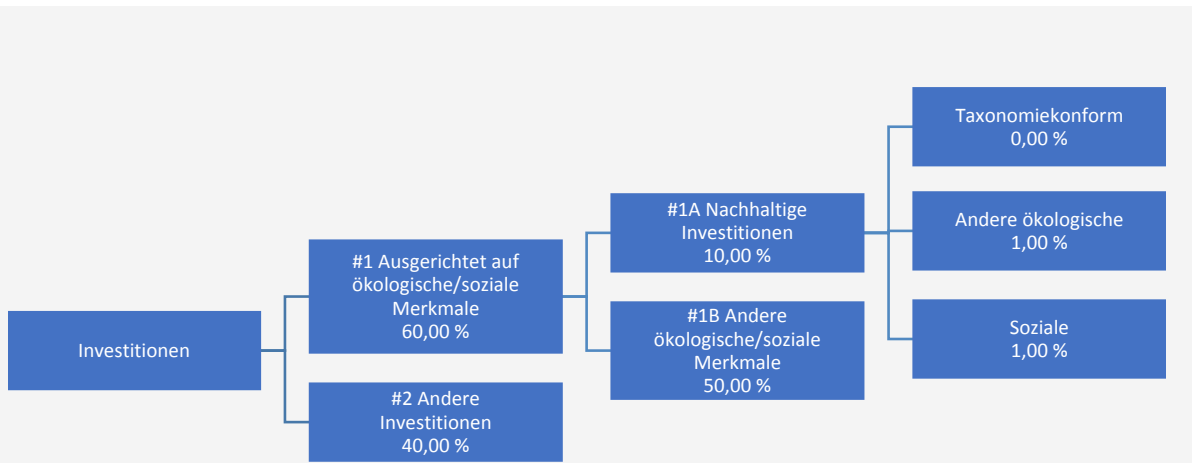 Investitionen
#1 Ausgerichtet auf
ökologische/soziale
Merkmale
60,00 %
#2 Andere
Investitionen
40,00 %
#1A Nachhaltige
Investitionen
10,00 %
#1B Andere
ökologische/soziale
Merkmale
50,00 %
Taxonomiekonform
0,00 %
Andere ökologische
1,00 %
Soziale
1,00 %